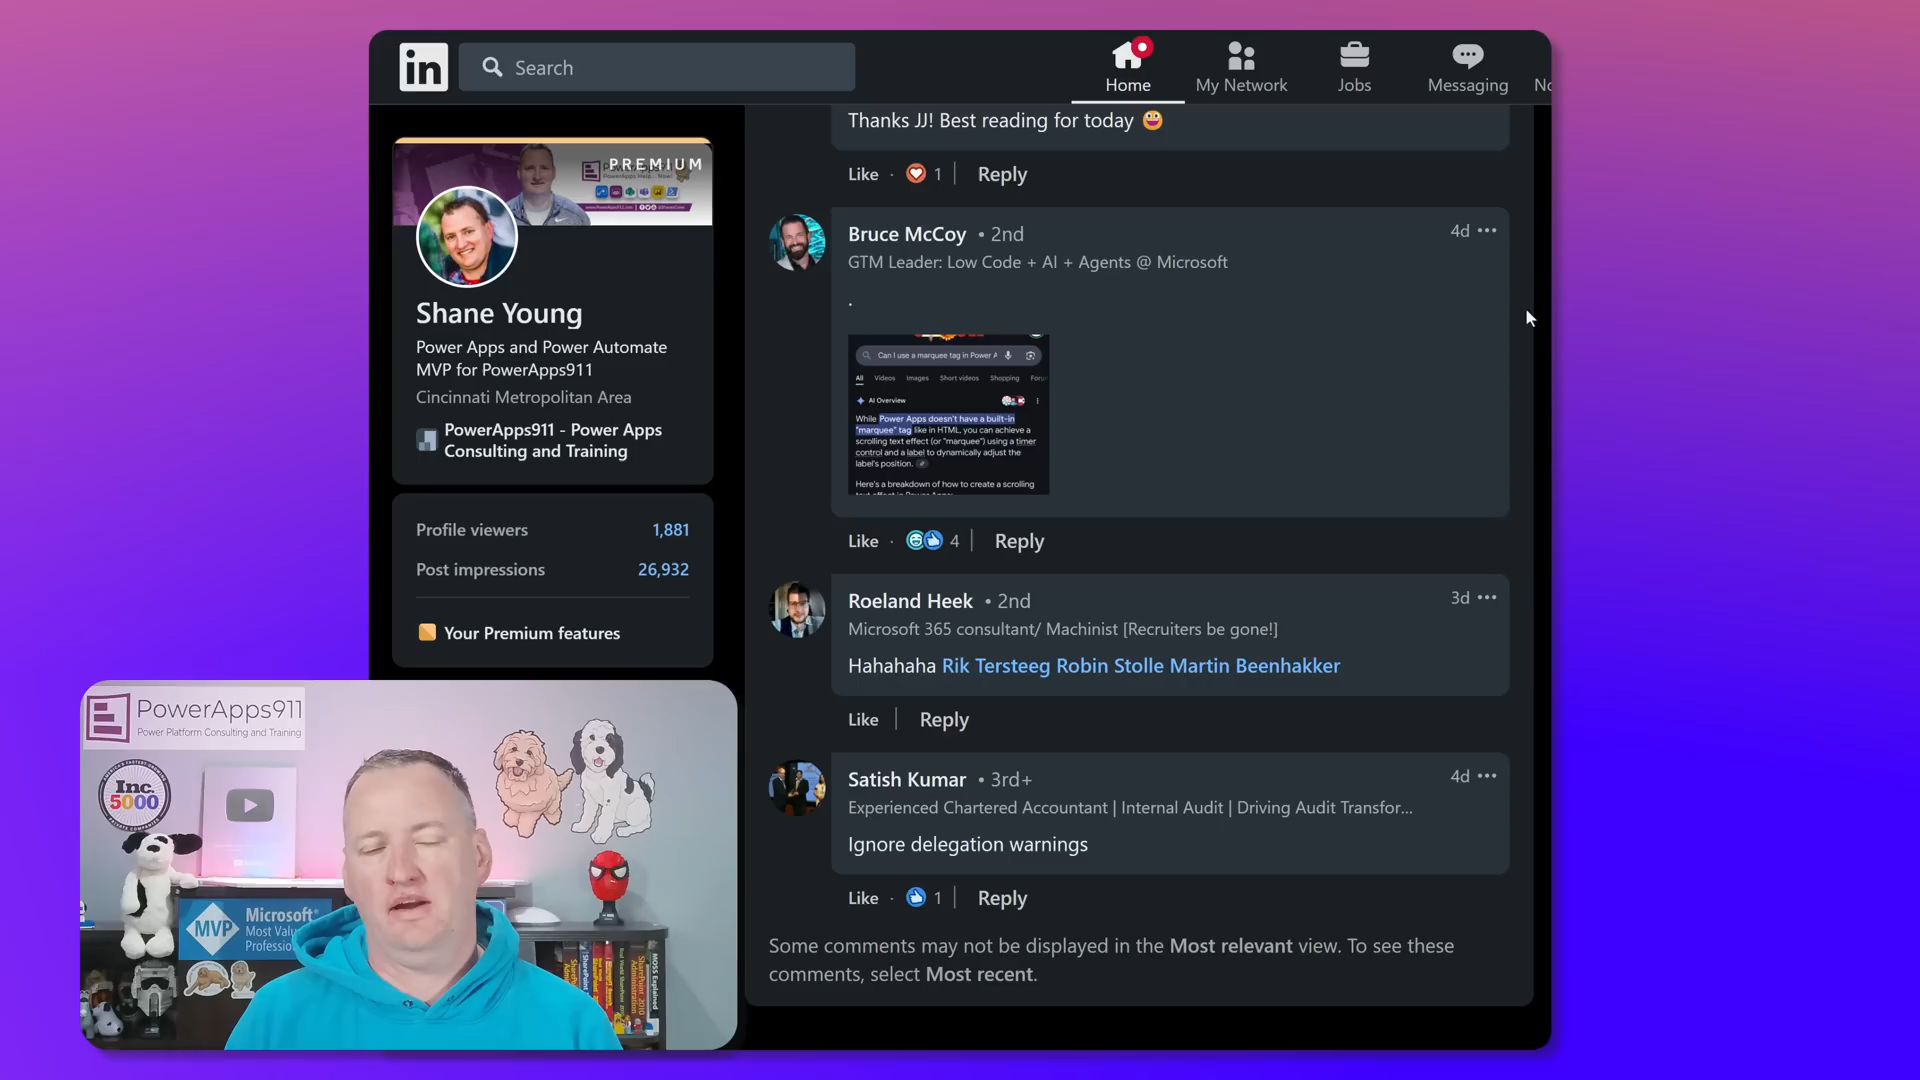 in
Search
Home
My Network
Jobs
Messaging
PREMIUM
Shane Young
Power Apps and Power Automate
MVP for PowerApps911
Cincinnati Metropolitan Area
PowerApps911 - Power Apps
Consulting and Training
Profile viewers 1,881
Post impressions 26,932
Your Premium features
Thanks JJ! Best reading for today 😀
Like · 1 | Reply
Bruce McCoy • 2nd
4d •••
GTM Leader: Low Code + AI + Agents @ Microsoft
.
Can I use a marquee tag in Power A
All Videos Images Short videos Shopping Foru
AI Overview
While Power Apps doesn't have a built-in
"marquee" tag like in HTML, you can achieve a
scrolling text effect (or "marquee") using a timer
control and a label to dynamically adjust the
label's position.
Here's a breakdown of how to create a scrolling
Like · 4 | Reply
Roeland Heek • 2nd
3d •••
Microsoft 365 consultant/ Machinist [Recruiters be gone!]
Hahahaha Rik Tersteeg Robin Stolle Martin Beenhakker
Like | Reply
Satish Kumar • 3rd+
4d •••
Experienced Chartered Accountant | Internal Audit | Driving Audit Transfor...
Ignore delegation warnings
Like · 1 | Reply
Some comments may not be displayed in the Most relevant view. To see these
comments, select Most recent.
PowerApps911
Power Platform Consulting and Training
Inc.
5000
MVP
Microsoft
Most Valu
Professio
MOSS Explained
SharePoint 2010
Administration